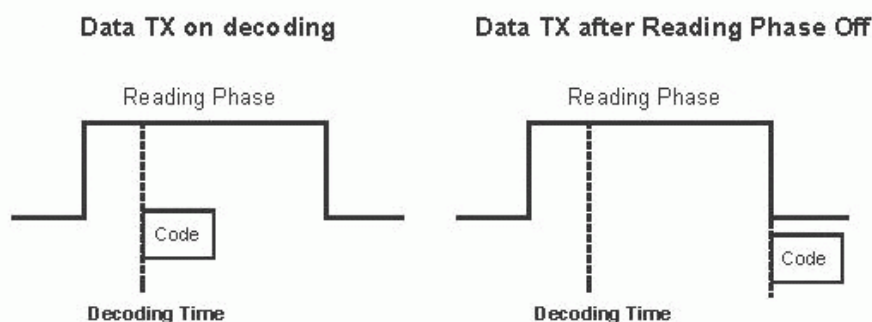 Data TX on decoding
Data TX after Reading Phase Off
Reading Phase
Reading Phase
Code
Code
Decoding Time
Decoding Time